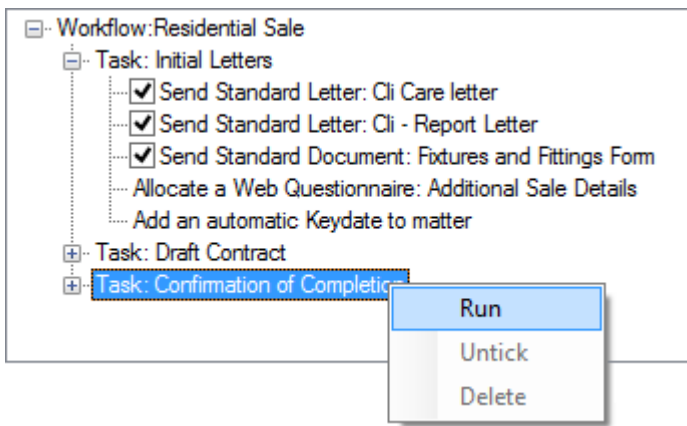 Workflow:Residential Sale
Task: Initial Letters
Send Standard Letter: Cli Care letter
Send Standard Letter: Cli - Report Letter
Send Standard Document: Fixtures and Fittings Form
Allocate a Web Questionnaire: Additional Sale Details
Add an automatic Keydate to matter
Task: Draft Contract
Task: Confirmation of Completion
Run
Untick
Delete